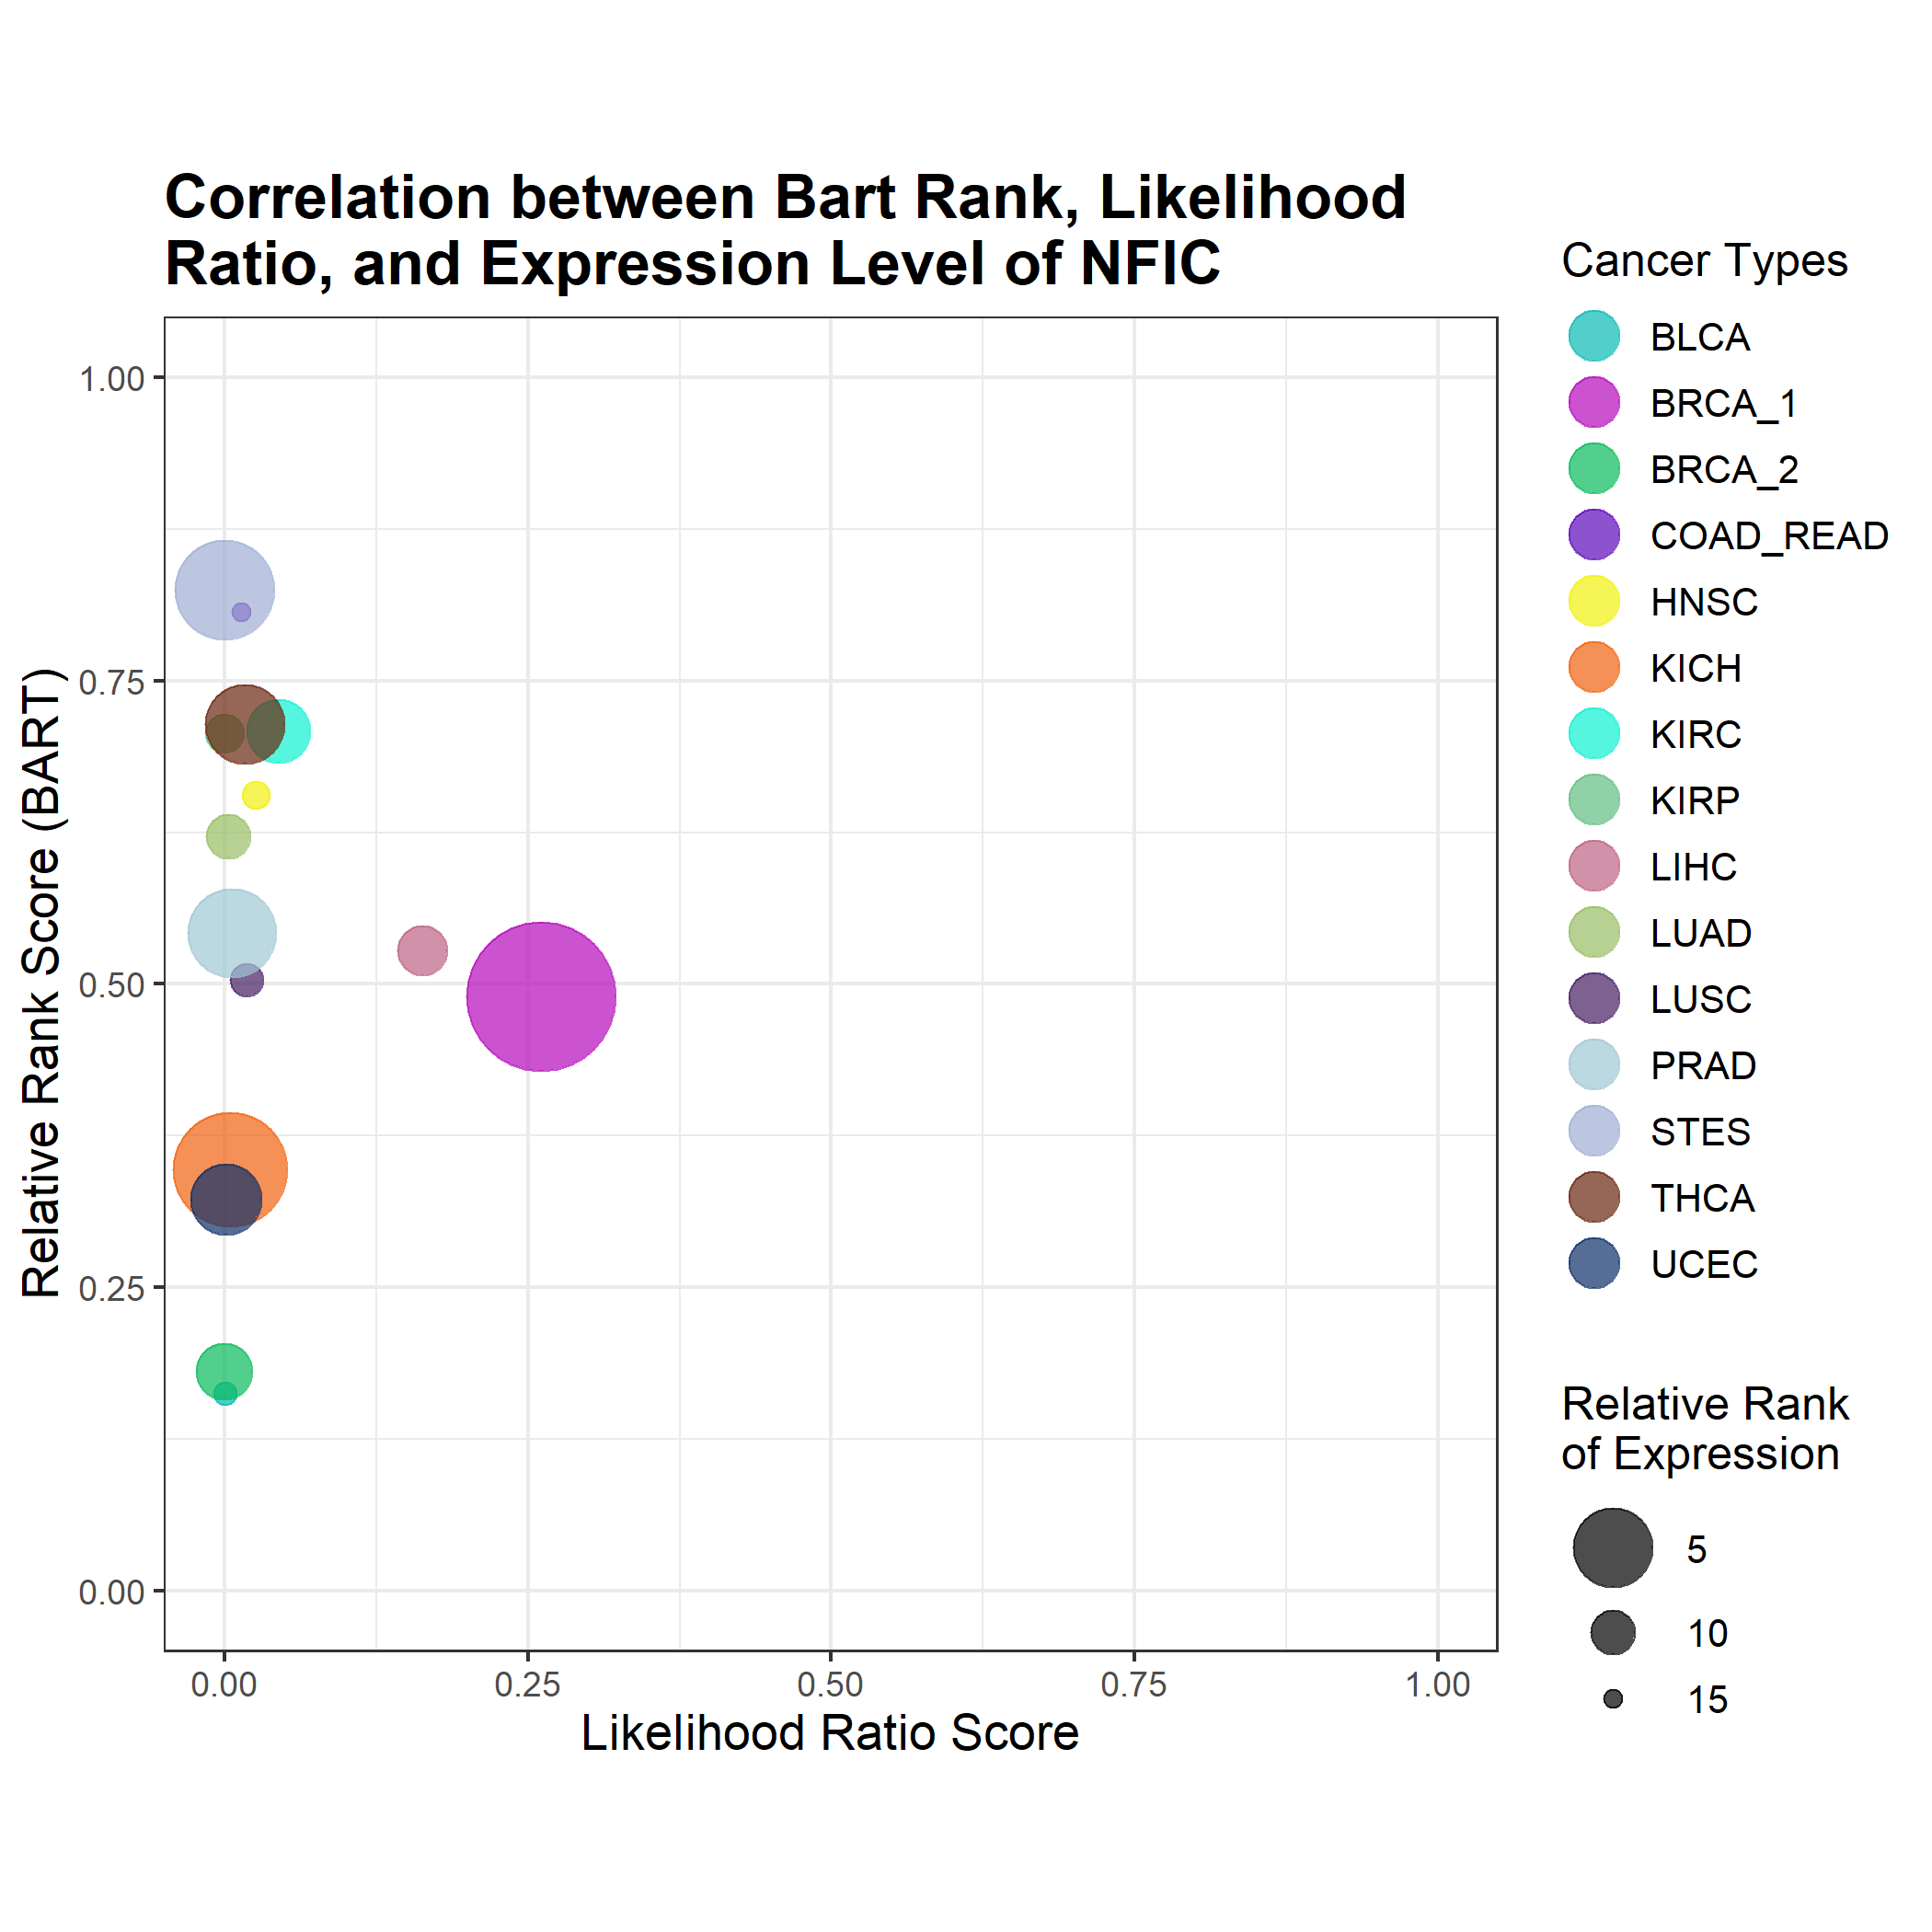 Correlation between Bart Rank, Likelihood
Ratio, and Expression Level of NFIC
Relative Rank Score (BART)
1.00
0.75
0.50
0.25
0.00
0.00
0.25
0.50
0.75
1.00
Likelihood Ratio Score
Cancer Types
BLCA
BRCA_1
BRCA_2
COAD_READ
HNSC
KICH
KIRC
KIRP
LIHC
LUAD
LUSC
PRAD
STES
THCA
UCEC
Relative Rank
of Expression
5
10
15